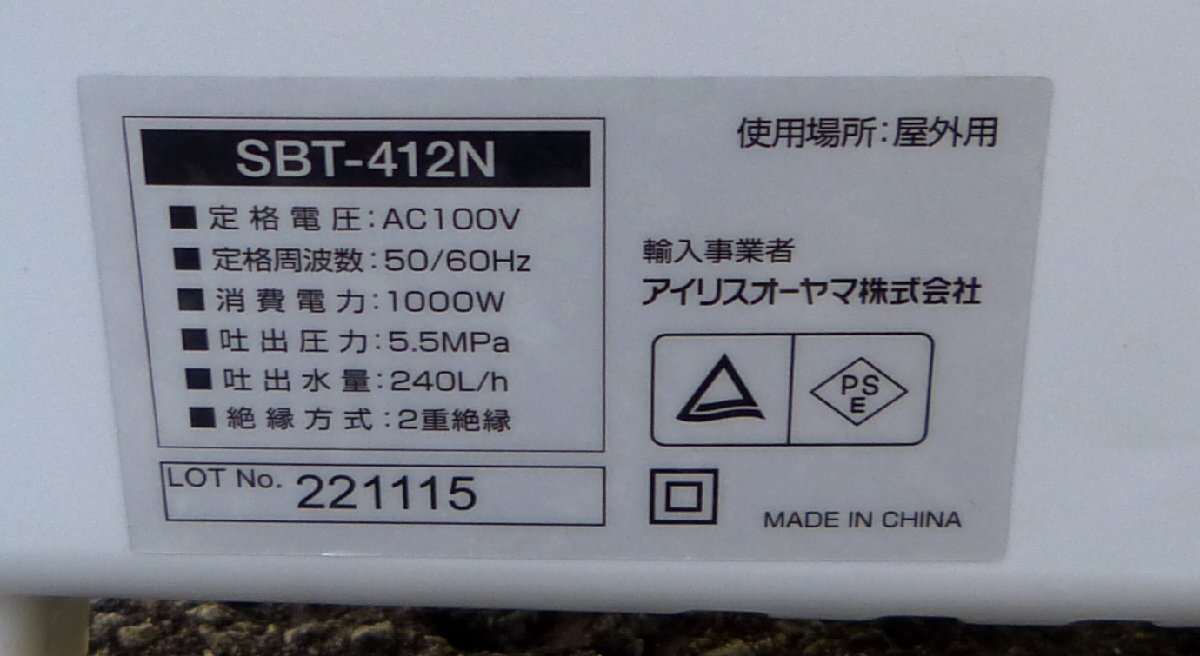 SBT-412N
■ 定格電圧:AC100V
■ 定格周波数:50/60Hz
■ 消費電力:1000W
■ 吐出圧力:5.5MPa
■ 吐出水量:240L/h
■ 絶縁方式:2重絶縁
LOT No. 221115
使用場所:屋外用
輸入事業者
アイリスオーヤマ株式会社
PS
E
MADE IN CHINA